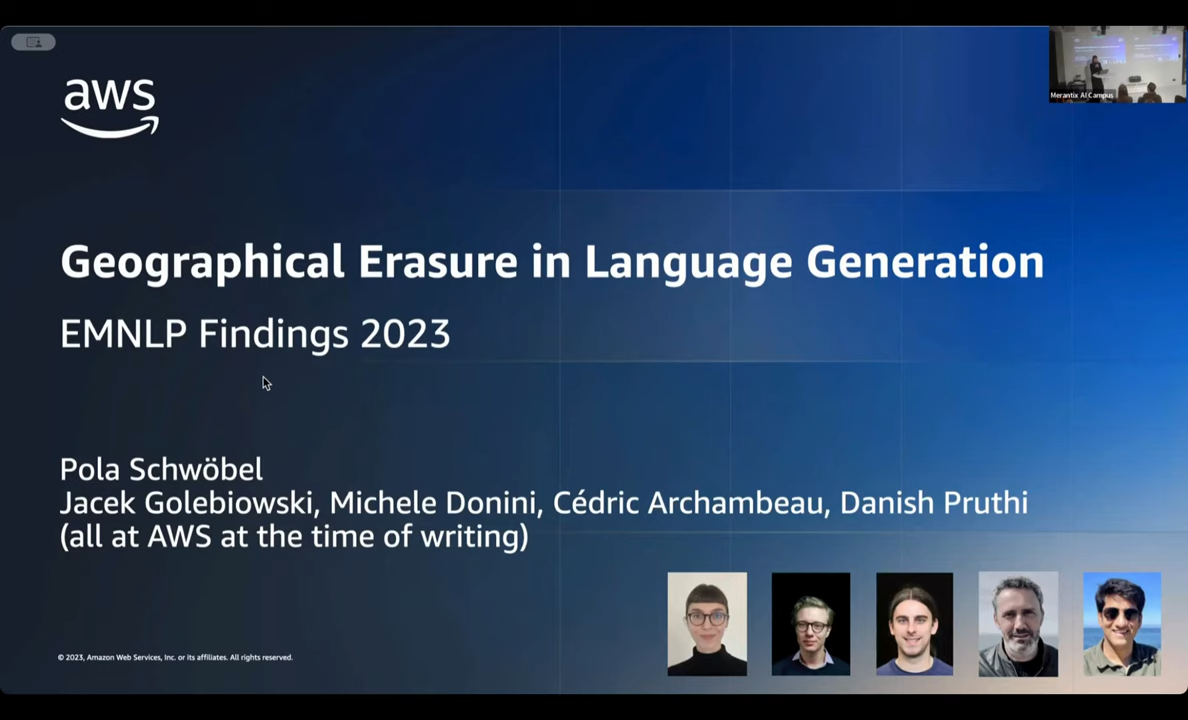 aws
Merantix AI Campus
Geographical Erasure in Language Generation
EMNLP Findings 2023
Pola Schwöbel
Jacek Golebiowski, Michele Donini, Cédric Archambeau, Danish Pruthi
(all at AWS at the time of writing)
© 2023, Amazon Web Services, Inc. or its affiliates. All rights reserved.